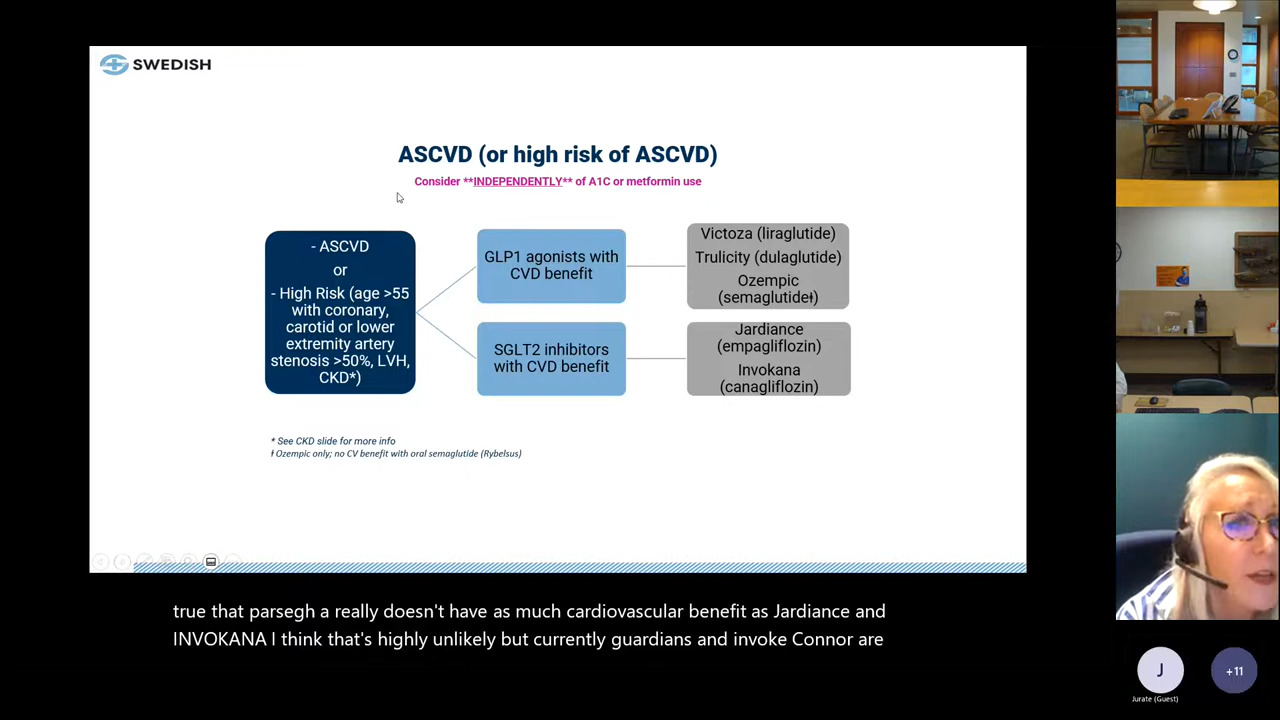 SWEDISH
ASCVD (or high risk of ASCVD)
Consider **INDEPENDENTLY** of A1C or metformin use
- ASCVD
or
- High Risk (age >55
with coronary,
carotid or lower
extremity artery
stenosis >50%, LVH,
CKD*)
GLP1 agonists with
CVD benefit
Victoza (liraglutide)
Trulicity (dulaglutide)
Ozempic
(semaglutideƗ)
SGLT2 inhibitors
with CVD benefit
Jardiance
(empagliflozin)
Invokana
(canagliflozin)
* See CKD slide for more info
Ɨ Ozempic only; no CV benefit with oral semaglutide (Rybelsus)
true that parsegh a really doesn't have as much cardiovascular benefit as Jardiance and
INVOKANA I think that's highly unlikely but currently guardians and invoke Connor are
J
+11
Jurate (Guest)